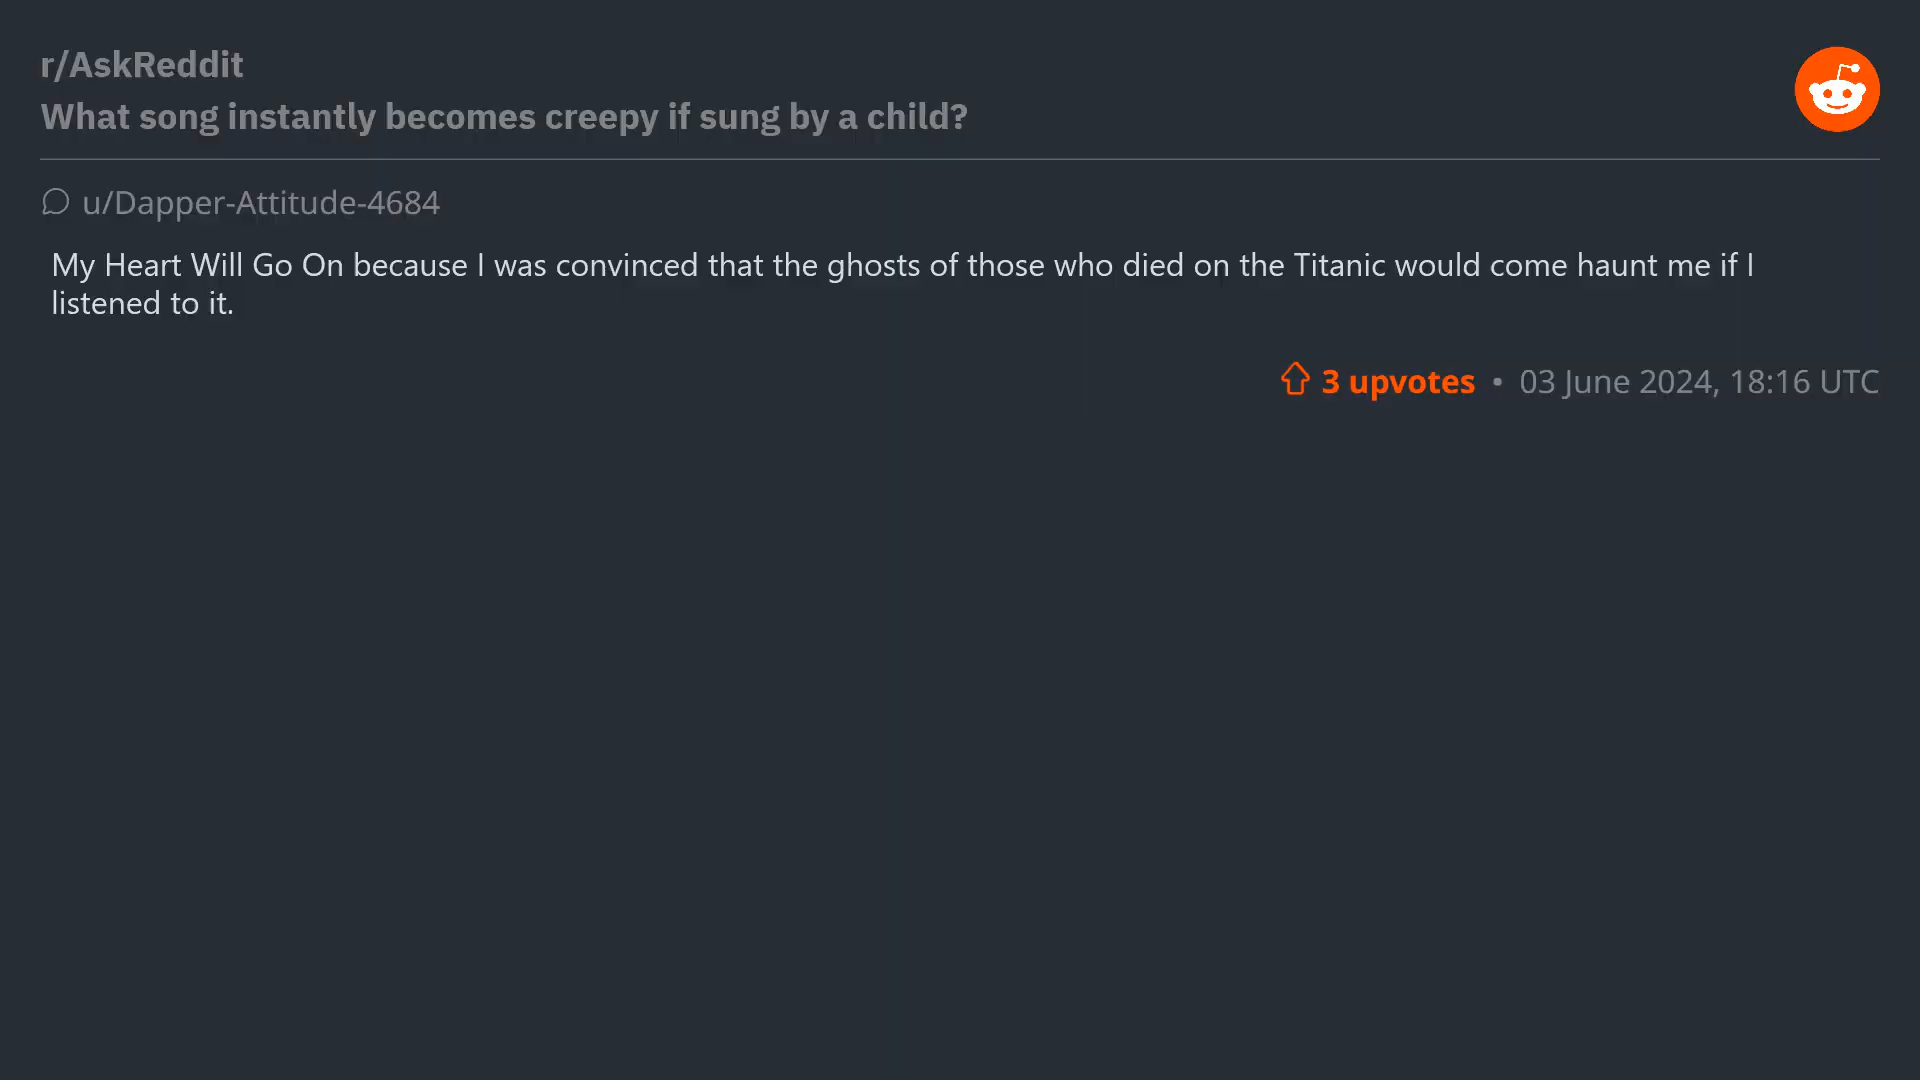 r/AskReddit
What song instantly becomes creepy if sung by a child?
u/Dapper-Attitude-4684
My Heart Will Go On because I was convinced that the ghosts of those who died on the Titanic would come haunt me if I
listened to it.
3 upvotes • 03 June 2024, 18:16 UTC